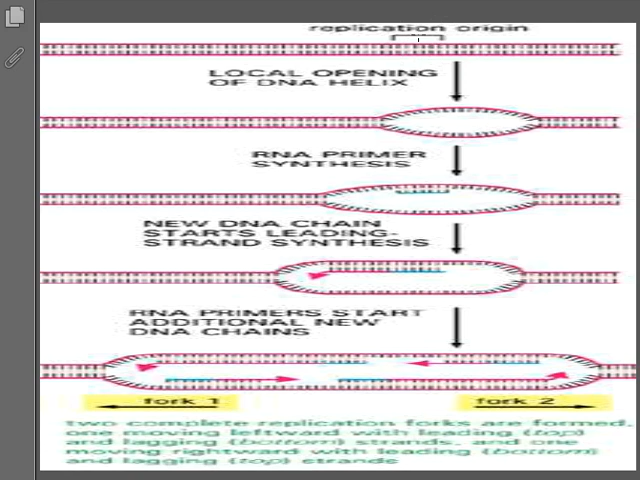 replication origin
LOCAL OPENING
OF DNA HELIX
RNA PRIMER
SYNTHESIS
NEW DNA CHAIN
STARTS LEADING-
STRAND SYNTHESIS
RNA PRIMERS START
ADDITIONAL NEW
DNA CHAINS
fork 1 fork 2
two complete replication forks are formed,
one moving leftward with leading (top)
and lagging (bottom) strands, and one
moving rightward with leading (bottom)
and lagging (top) strands